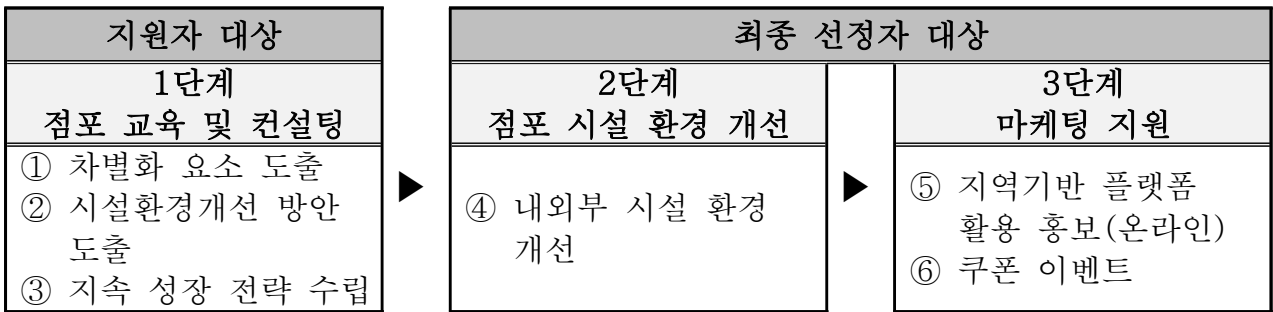 지원자 대상
1단계
점포 교육 및 컨설팅
① 차별화 요소 도출
② 시설환경개선 방안
도출
③ 지속 성장 전략 수립
▶
최종 선정자 대상
2단계
점포 시설 환경 개선
④ 내외부 시설 환경
개선
▶
3단계
마케팅 지원
⑤ 지역기반 플랫폼
활용 홍보(온라인)
⑥ 쿠폰 이벤트